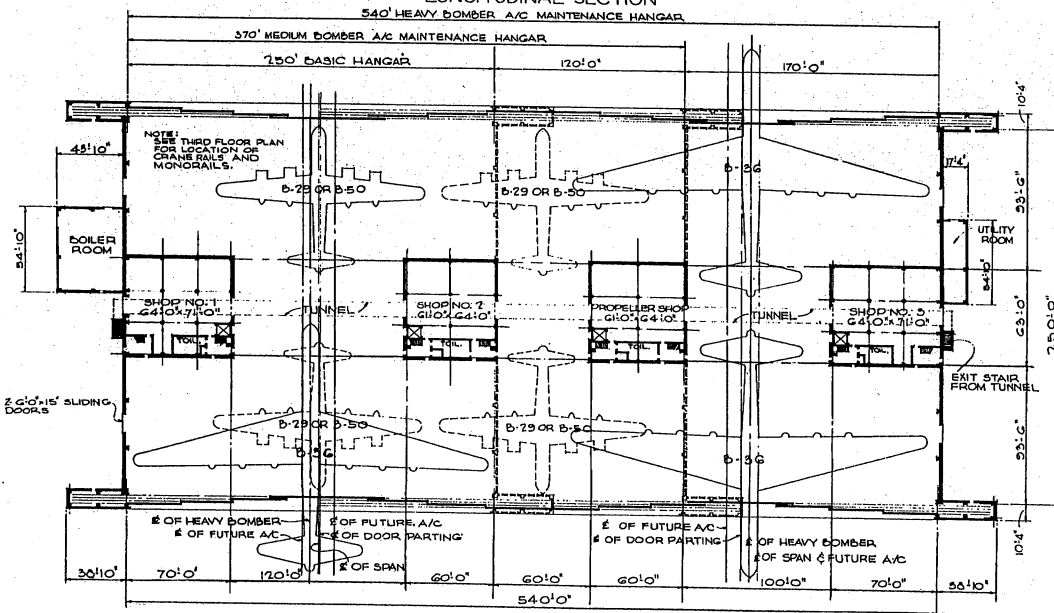 LONGITUDINAL SECTION
540' HEAVY BOMBER A/C MAINTENANCE HANGAR
370' MEDIUM BOMBER A/C MAINTENANCE HANGAR
250' BASIC HANGAR
120'-0"
170'-0"
10'-4"
NOTE:
SEE THIRD FLOOR PLAN
FOR LOCATION OF
CRANE RAILS AND
MONORAILS.
48'-10"
17'-4"
B-29 OR B-50
B-29 OR B-50
B-36
93'-6"
54'-10"
BOILER
ROOM
UTILITY
ROOM
54'-10"
SHOP NO. 1
64'-0"x71'-0"
TUNNEL
SHOP NO. 2
61'-0"x64'-0"
PROPELLER SHOP
61'-0"x64'-0"
TUNNEL
SHOP NO. 3
64'-0"x71'-0"
63'-0"
250'-0"
TOIL.
TOIL.
TOIL.
TOIL.
EXIT STAIR
FROM TUNNEL
2-6'-0"x15' SLIDING
DOORS
B-29 OR B-50
B-29 OR B-50
B-36
B-36
93'-6"
℄ OF HEAVY BOMBER
℄ OF FUTURE A/C
℄ OF FUTURE A/C
℄ OF DOOR PARTING
℄ OF SPAN
℄ OF FUTURE A/C
℄ OF DOOR PARTING
℄ OF HEAVY BOMBER
℄ OF SPAN & FUTURE A/C
10'-4"
38'-10"
70'-0"
120'-0"
60'-0"
60'-0"
60'-0"
100'-0"
70'-0"
38'-10"
540'-0"